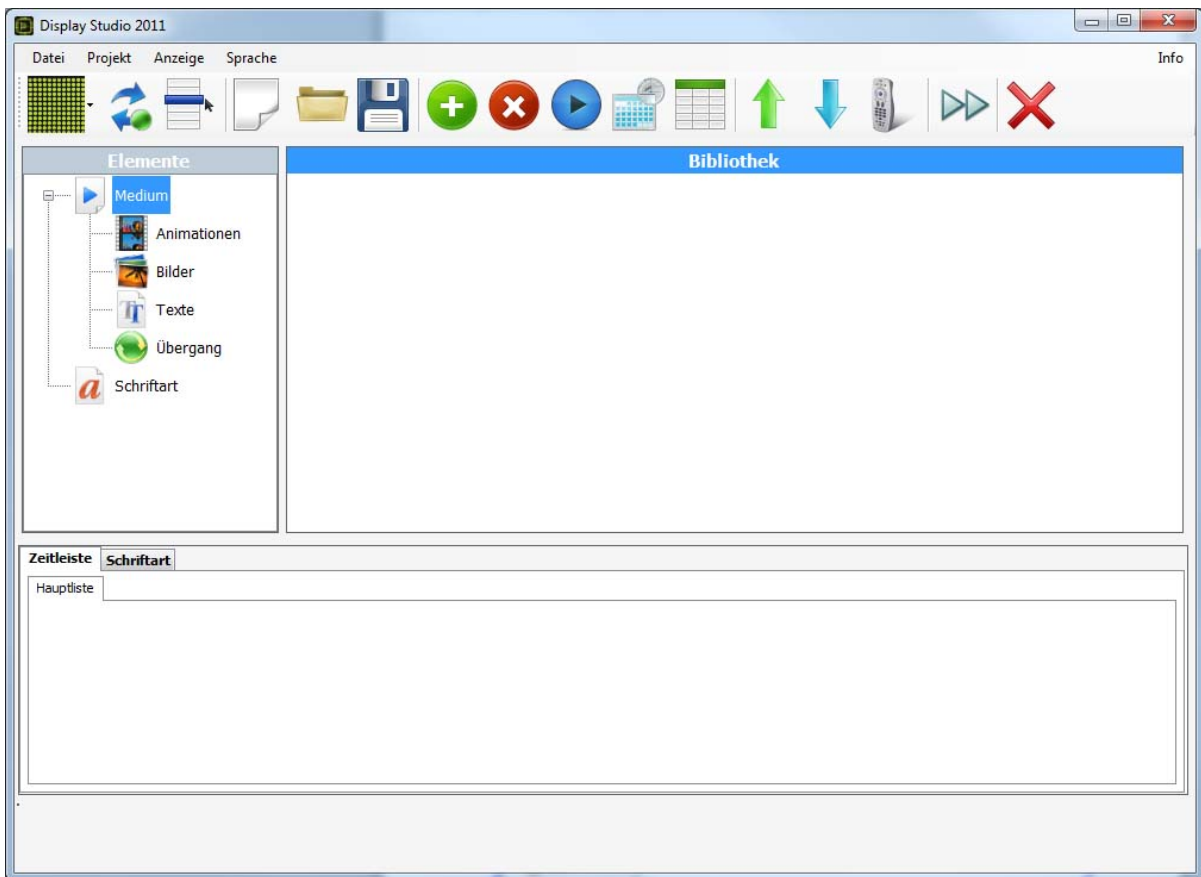 Display Studio 2011
Datei Projekt Anzeige Sprache Info
Elemente
Bibliothek
Medium
Animationen
Bilder
Texte
Übergang
Schriftart
Zeitleiste Schriftart
Hauptliste